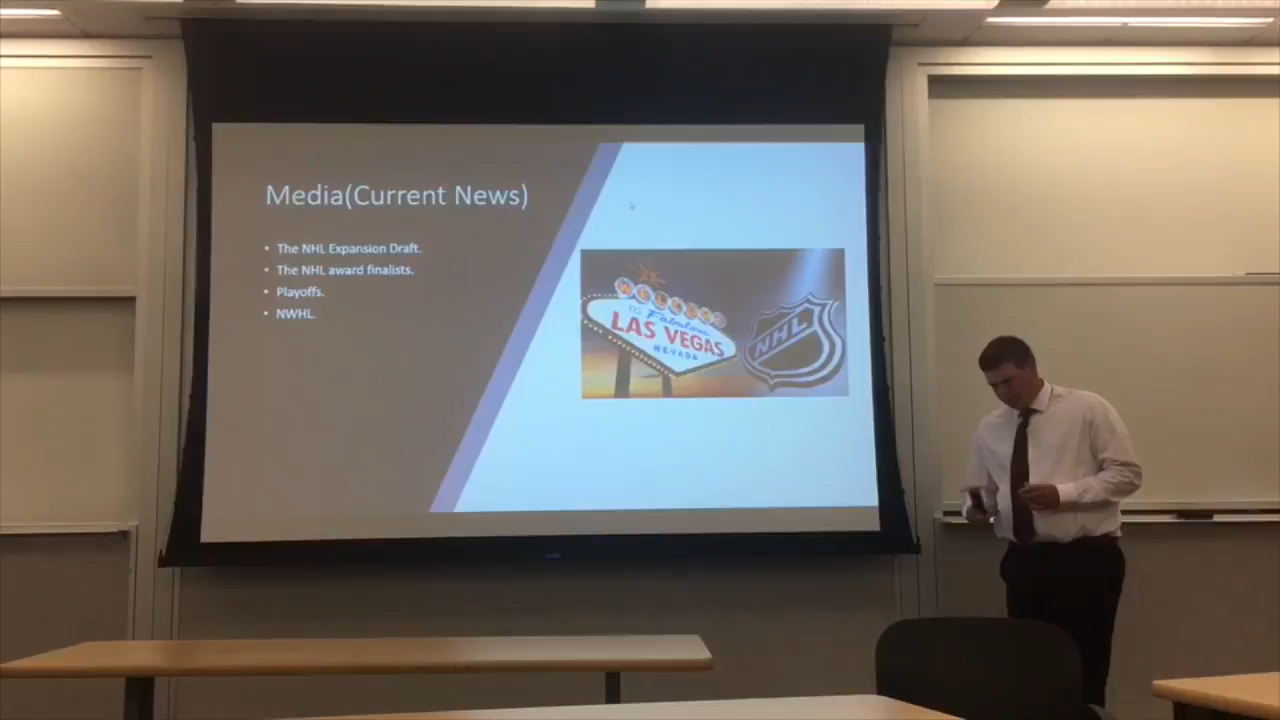 Media(Current News)
• The NHL Expansion Draft.
• The NHL award finalists.
• Playoffs.
• NWHL.
WELCOME
TO Fabulous
LAS VEGAS
NEVADA
NHL